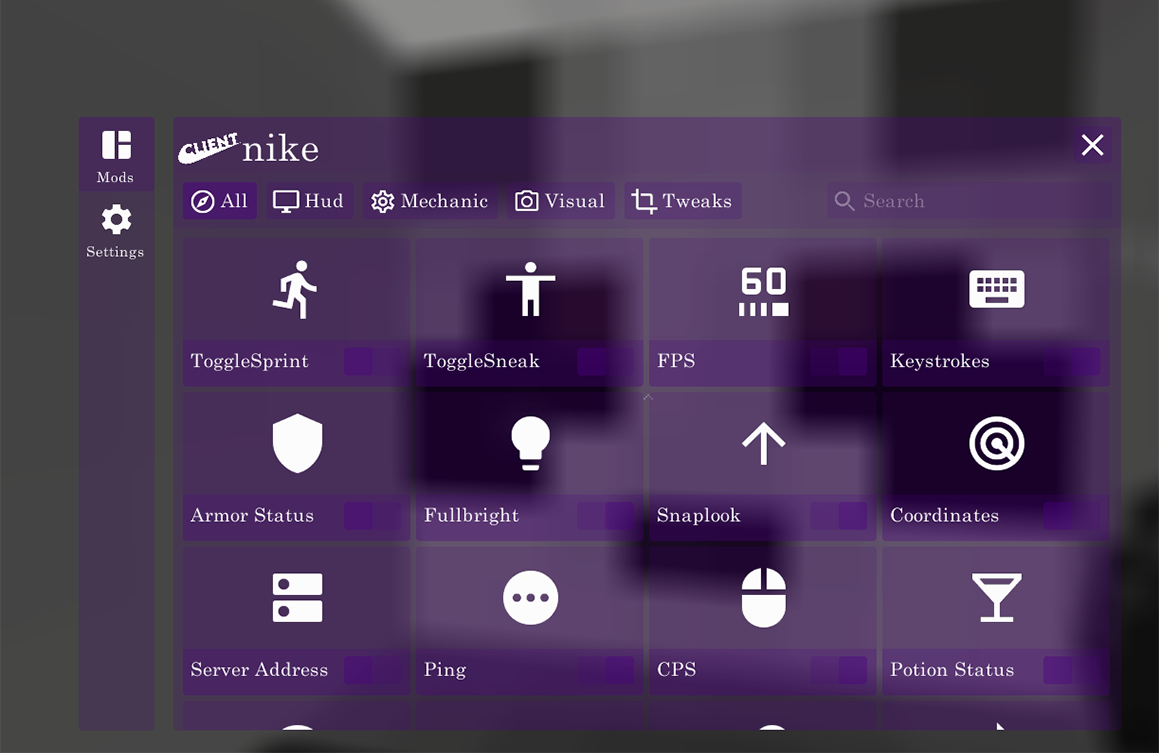 Mods
Settings
CLIENT nike
All Hud Mechanic Visual Tweaks Search
ToggleSprint ToggleSneak 60 FPS Keystrokes
Armor Status Fullbright Snaplook Coordinates
Server Address Ping CPS Potion Status